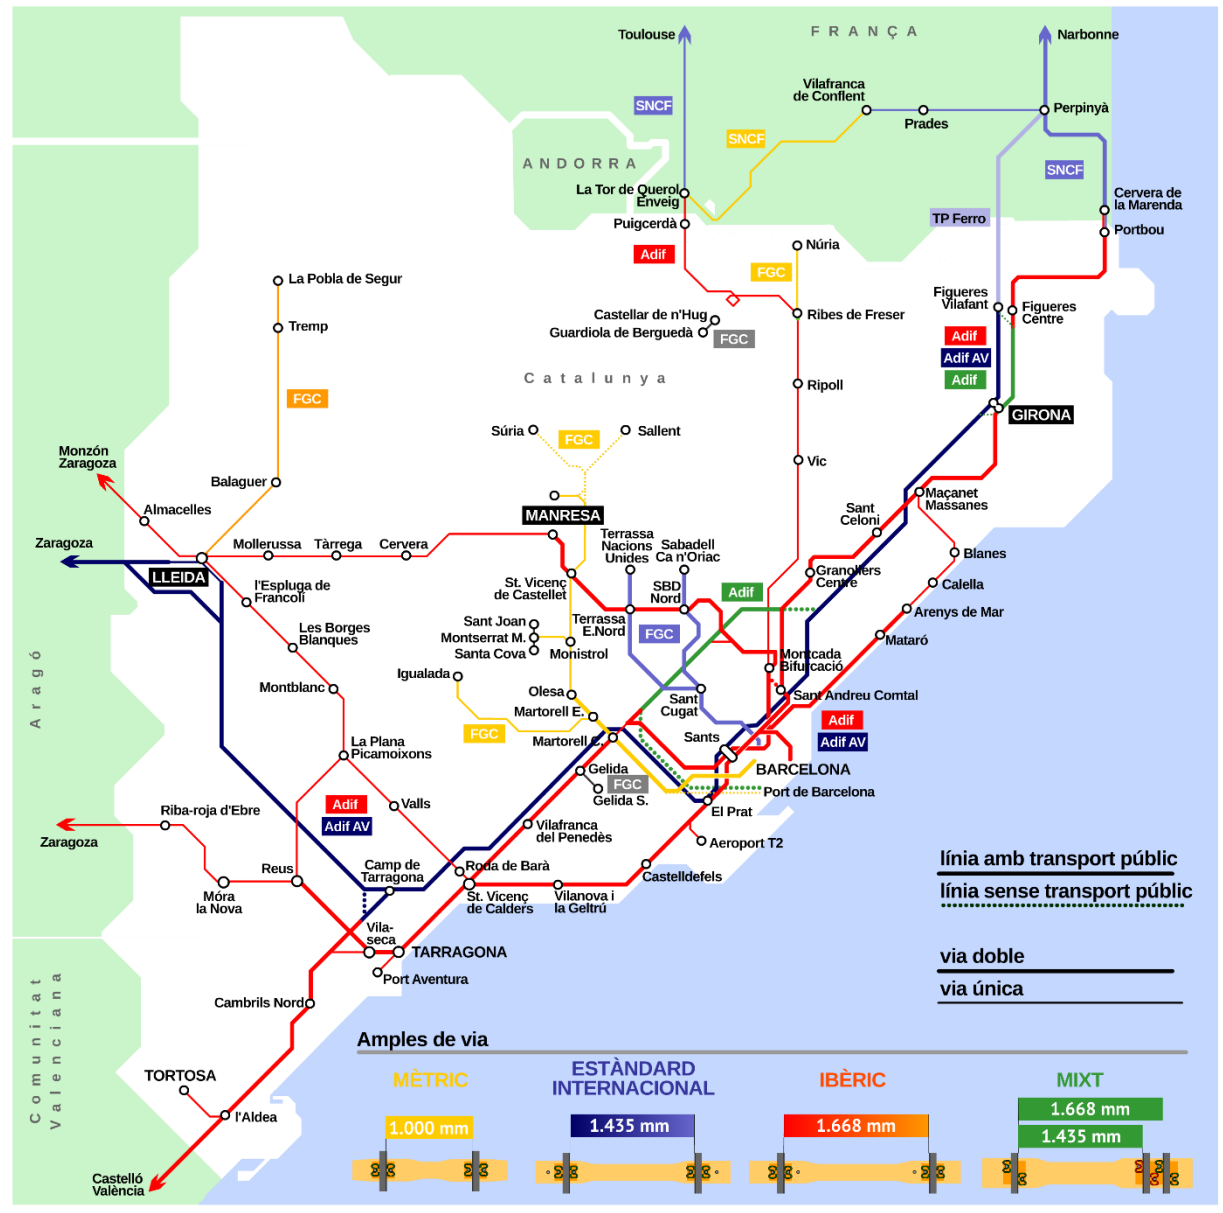 FRANÇA
Toulouse
Narbonne
Vilafranca
de Conflent
SNCF
Perpinyà
Prades
SNCF
ANDORRA
SNCF
La Tor de Querol
Enveig
Cervera de
la Marenda
TP Ferro
Puigcerdà
Portbou
Núria
Adif
FGC
La Pobla de Segur
Figueres
Vilafant
Figueres
Centre
Castellar de n'Hug
Ribes de Freser
Tremp
Guardiola de Berguedà
FGC
Adif
Adif AV
Adif
Catalunya
Ripoll
FGC
GIRONA
Súria
FGC
Sallent
Monzón
Zaragoza
Vic
Balaguer
Maçanet
Massanes
Almacelles
MANRESA
Sant
Celoni
Zaragoza
Mollerussa
Tàrrega
Cervera
Terrassa
Nacions
Unides
Sabadell
Ca n'Oriac
Blanes
LLEIDA
l'Espluga de
Francolí
St. Vicenç
de Castellet
SBD
Nord
Adif
Granollers
Centre
Calella
Arenys de Mar
Les Borges
Blanques
Sant Joan
Montserrat M.
Santa Cova
Terrassa
E.Nord
FGC
Mataró
Monistrol
Montcada
Bifurcació
Aragó
Montblanc
Igualada
Olesa
Sant
Cugat
Sant Andreu Comtal
Martorell E.
FGC
Adif
Adif AV
Martorell C.
Sants
La Plana
Picamoixons
BARCELONA
Gelida
FGC
Gelida S.
Port de Barcelona
Riba-roja d'Ebre
Adif
Adif AV
Valls
El Prat
Zaragoza
Vilafranca
del Penedès
Aeroport T2
Reus
Camp de
Tarragona
Roda de Barà
Castelldefels
Móra
la Nova
St. Vicenç
de Calders
Vilanova i
la Geltrú
línia amb transport públic
línia sense transport públic
Vila-
seca
TARRAGONA
via doble
Port Aventura
via única
Comunitat
Valenciana
Cambrils Nord
Amples de via
TORTOSA
l'Aldea
Castelló
València
MÈTRIC
ESTÀNDARD
INTERNACIONAL
IBÈRIC
MIXT
1.000 mm
1.435 mm
1.668 mm
1.668 mm
1.435 mm